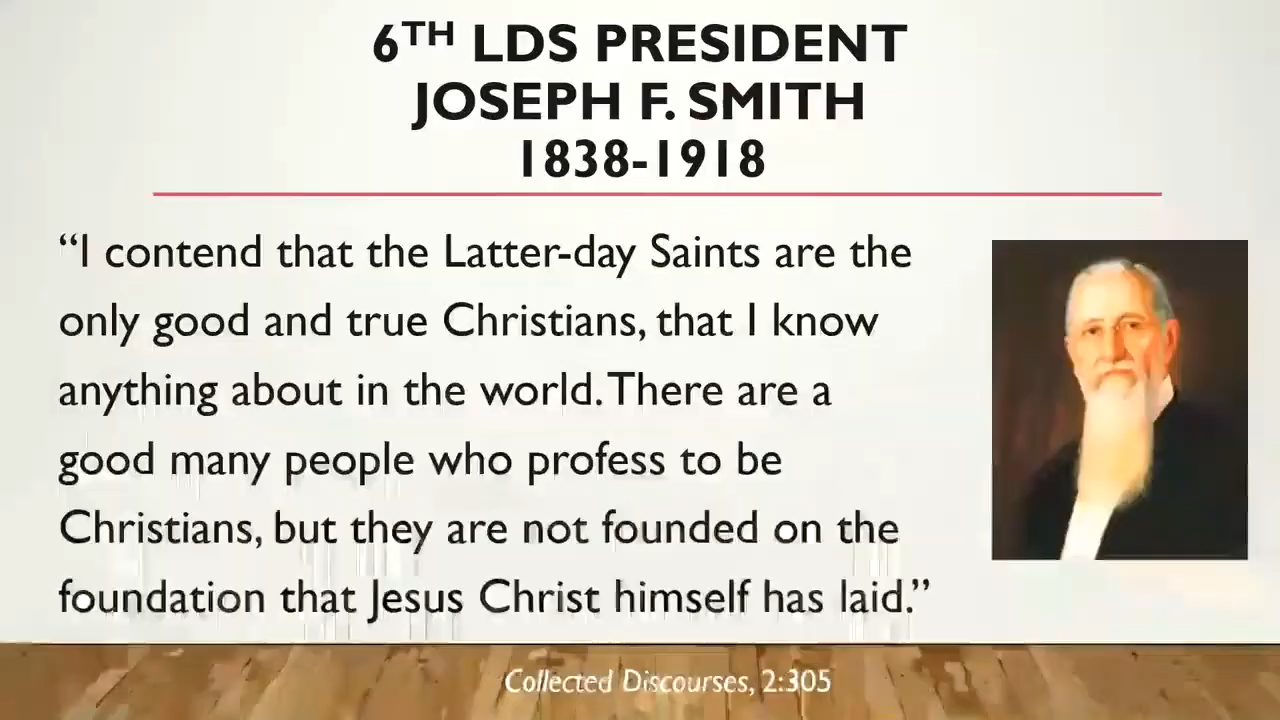 6TH LDS PRESIDENT
JOSEPH F. SMITH
1838-1918
“I contend that the Latter-day Saints are the
only good and true Christians, that I know
anything about in the world. There are a
good many people who profess to be
Christians, but they are not founded on the
foundation that Jesus Christ himself has laid.”
Collected Discourses, 2:305